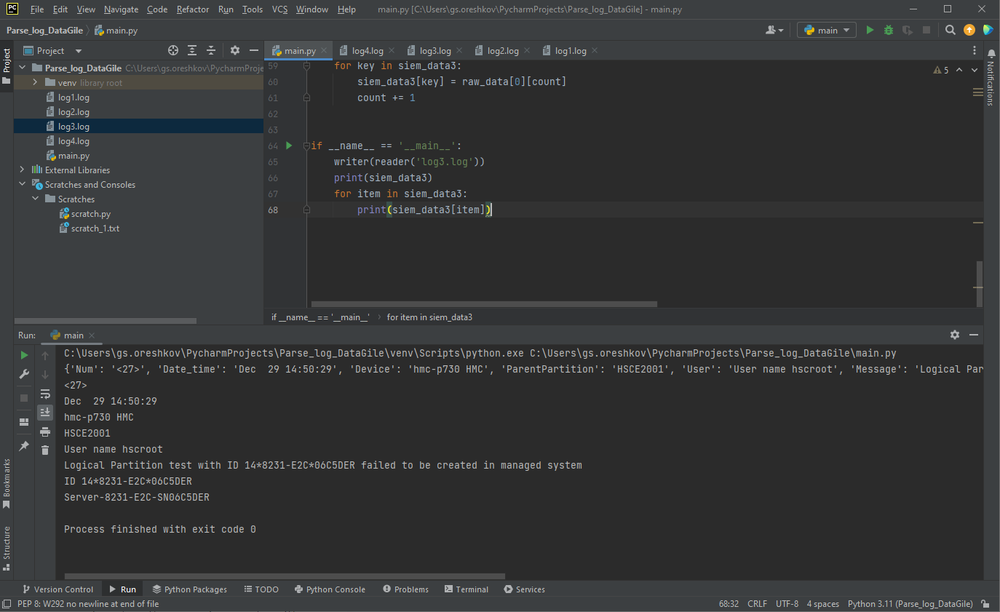 PC File Edit View Navigate Code Refactor Run Tools VCS Window Help main.py [C:\Users\gs.oreshkov\PycharmProjects\Parse_log_DataGile] - main.py
Parse_log_DataGile main.py main
Project
Project
Parse_log_DataGile C:\Users\gs.oreshkov\PycharmProje
venv library root
log1.log
log2.log
log3.log
log4.log
main.py
External Libraries
Scratches and Consoles
Scratches
scratch.py
scratch_1.txt
main.py log4.log log3.log log2.log log1.log
5
Notifications
59 for key in siem_data3:
60 siem_data3[key] = raw_data[0][count]
61 count += 1
62
63
64 if __name__ == '__main__':
65 writer(reader('log3.log'))
66 print(siem_data3)
67 for item in siem_data3:
68 print(siem_data3[item])
if __name__ == '__main__' › for item in siem_data3
Run: main
C:\Users\gs.oreshkov\PycharmProjects\Parse_log_DataGile\venv\Scripts\python.exe C:\Users\gs.oreshkov\PycharmProjects\Parse_log_DataGile\main.py
{'Num': '<27>', 'Date_time': 'Dec  29 14:50:29', 'Device': 'hmc-p730 HMC', 'ParentPartition': 'HSCE2001', 'User': 'User name hscroot', 'Message': 'Logical Par
<27>
Dec  29 14:50:29
hmc-p730 HMC
HSCE2001
User name hscroot
Logical Partition test with ID 14*8231-E2C*06C5DER failed to be created in managed system
ID 14*8231-E2C*06C5DER
Server-8231-E2C-SN06C5DER
Process finished with exit code 0
Bookmarks
Structure
Version Control Run Python Packages TODO Python Console Problems Terminal Services
PEP 8: W292 no newline at end of file 68:32 CRLF UTF-8 4 spaces Python 3.11 (Parse_log_DataGile)